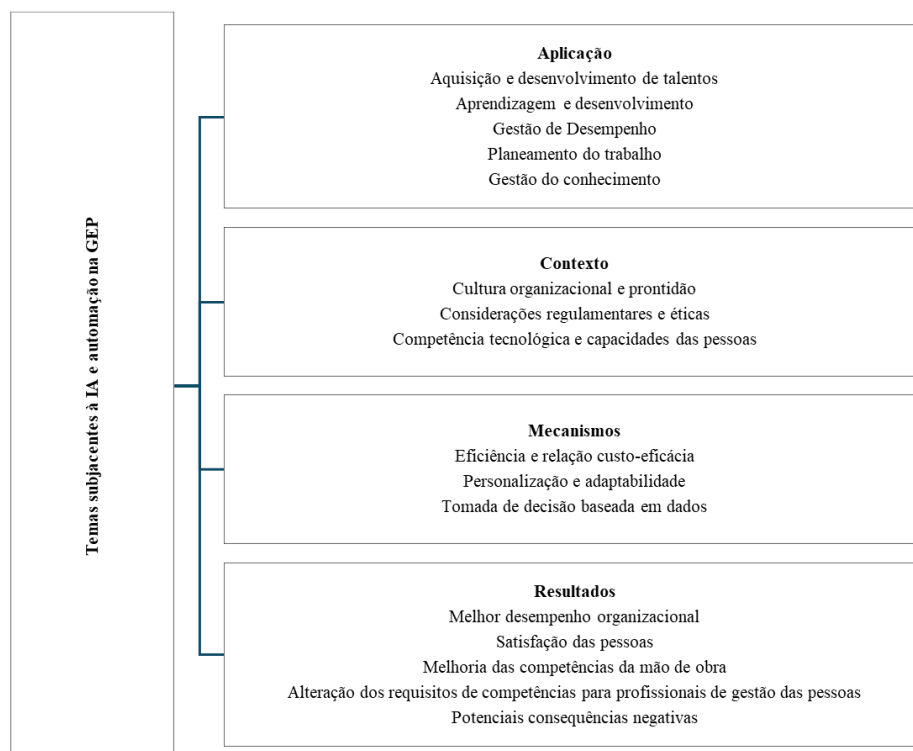 Temas subjacentes à IA e automação na GEP
Aplicação
Aquisição e desenvolvimento de talentos
Aprendizagem e desenvolvimento
Gestão de Desempenho
Planeamento do trabalho
Gestão do conhecimento
Contexto
Cultura organizacional e prontidão
Considerações regulamentares e éticas
Competência tecnológica e capacidades das pessoas
Mecanismos
Eficiência e relação custo-eficácia
Personalização e adaptabilidade
Tomada de decisão baseada em dados
Resultados
Melhor desempenho organizacional
Satisfação das pessoas
Melhoria das competências da mão de obra
Alteração dos requisitos de competências para profissionais de gestão das pessoas
Potenciais consequências negativas